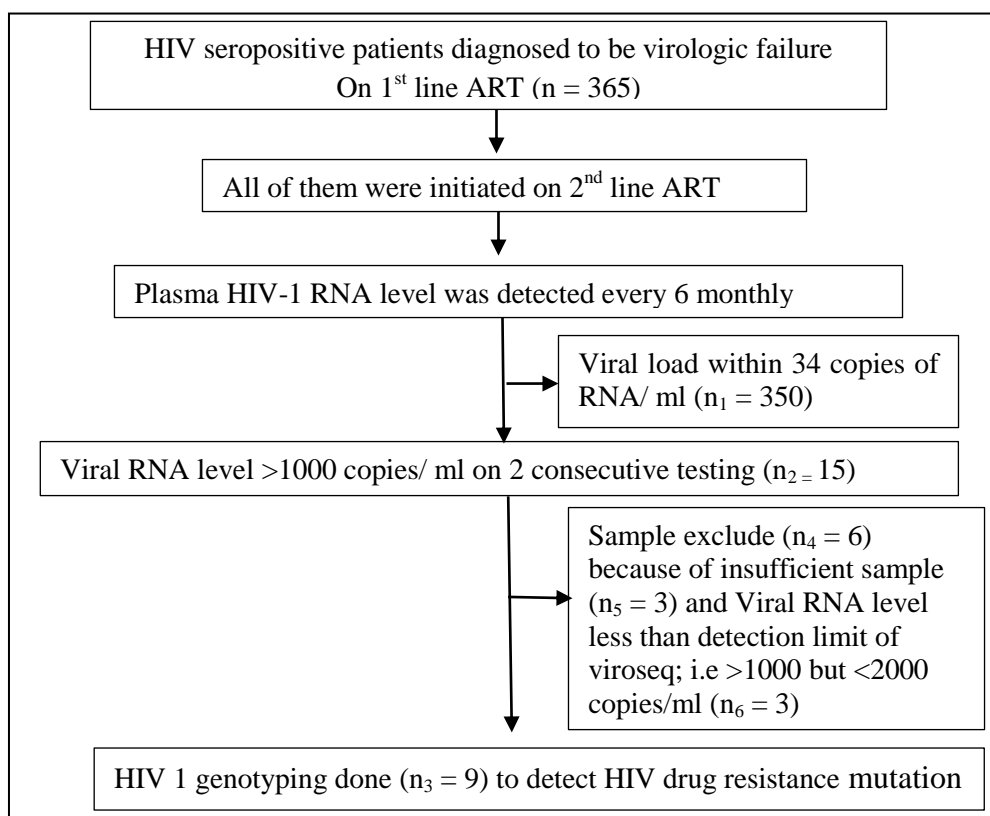 HIV seropositive patients diagnosed to be virologic failure
On 1st line ART (n = 365)
All of them were initiated on 2nd line ART
Plasma HIV-1 RNA level was detected every 6 monthly
Viral load within 34 copies of
RNA/ ml (n1 = 350)
Viral RNA level >1000 copies/ ml on 2 consecutive testing (n2 = 15)
Sample exclude (n4 = 6)
because of insufficient sample
(n5 = 3) and Viral RNA level
less than detection limit of
viroseq; i.e >1000 but <2000
copies/ml (n6 = 3)
HIV 1 genotyping done (n3 = 9) to detect HIV drug resistance mutation